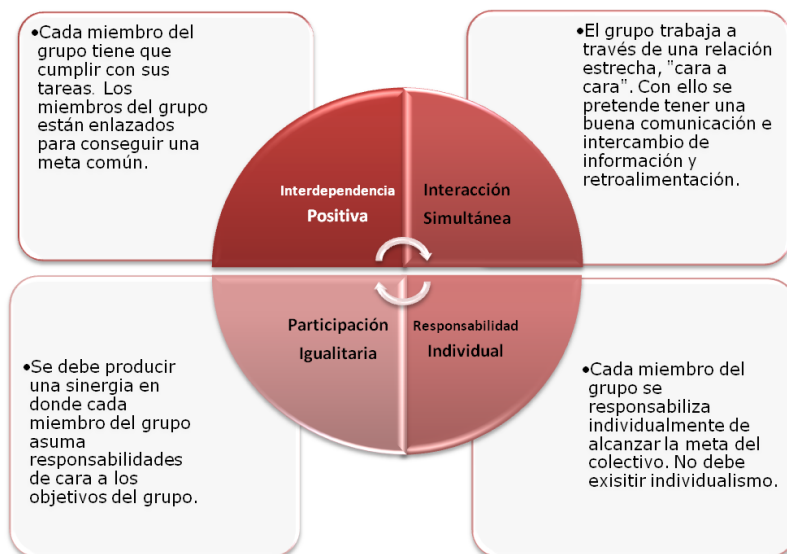 •Cada miembro del
grupo tiene que
cumplir con sus
tareas. Los
miembros del grupo
están enlazados
para conseguir una
meta común.
•El grupo trabaja a
través de una relación
estrecha, "cara a
cara". Con ello se
pretende tener una
buena comunicación e
intercambio de
información y
retroalimentación.
Interdependencia
Positiva
Interacción
Simultánea
Participación
Igualitaria
Responsabilidad
Individual
•Se debe producir
una sinergia en
donde cada
miembro del grupo
asuma
responsabilidades
de cara a los
objetivos del grupo.
•Cada miembro del
grupo se
responsabiliza
individualmente de
alcanzar la meta del
colectivo. No debe
exisitir individualismo.